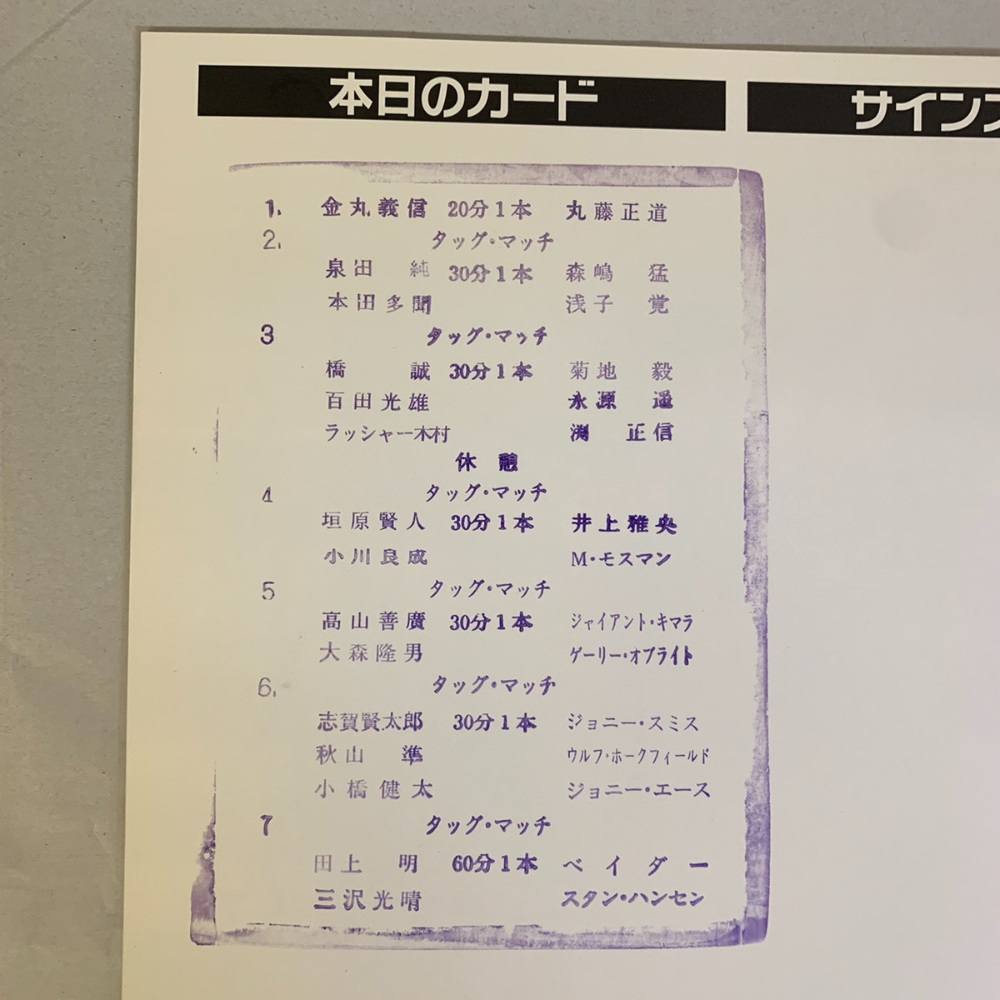 本日のカード
サイン
1. 金丸義信 20分1本 丸藤正道
2. タッグ・マッチ
泉田 純 30分1本 森嶋 猛
本田多聞 浅子 覚
3 タッグ・マッチ
橋 誠 30分1本 菊地 毅
百田光雄 永源 遥
ラッシャー木村 渕 正信
休憩
4 タッグ・マッチ
垣原賢人 30分1本 井上雅央
小川良成 M・モスマン
5 タッグ・マッチ
高山善廣 30分1本 ジャイアント・キマラ
大森隆男 ゲーリー・オブライト
6. タッグ・マッチ
志賀賢太郎 30分1本 ジョニー・スミス
秋山 準 ウルフ・ホークフィールド
小橋健太 ジョニー・エース
7 タッグ・マッチ
田上 明 60分1本 ベイダー
三沢光晴 スタン・ハンセン